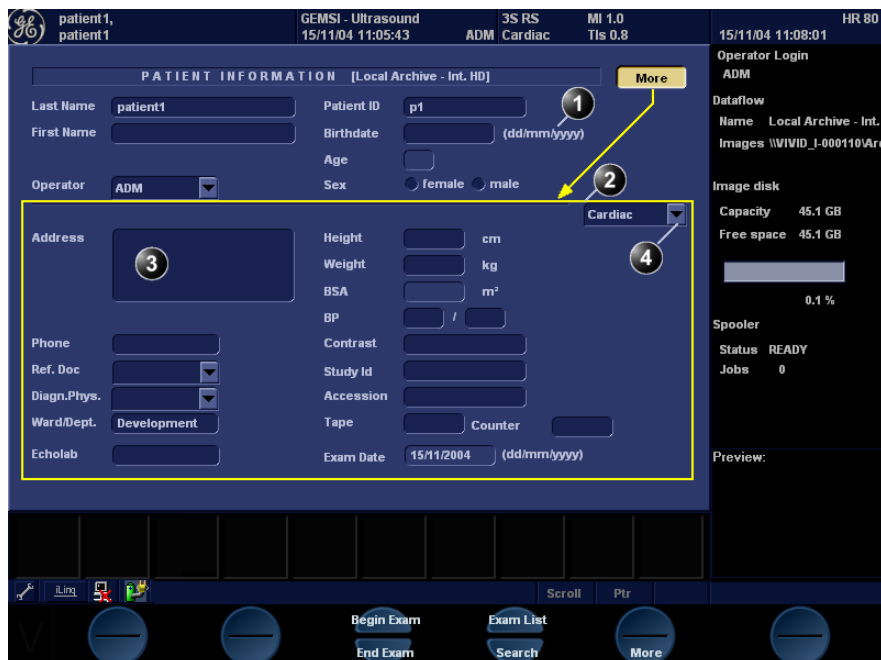 patient1, GEMSI - Ultrasound 3S RS MI 1.0 HR 80
patient1 15/11/04 11:05:43 ADM Cardiac TIs 0.8 15/11/04 11:08:01
PATIENT INFORMATION [Local Archive - Int. HD] More
Last Name patient1 Patient ID p1 1
First Name Birthdate (dd/mm/yyyy)
Age
Operator ADM Sex female male 2
Cardiac
Address 3 Height cm 4
Weight kg
BSA m²
BP /
Phone Contrast
Ref. Doc Study Id
Diagn.Phys. Accession
Ward/Dept. Development Tape Counter
Echolab Exam Date 15/11/2004 (dd/mm/yyyy)
Operator Login
ADM
Dataflow
Name Local Archive - Int.
Images \\VIVID_I-000110\Arc
Image disk
Capacity 45.1 GB
Free space 45.1 GB
0.1 %
Spooler
Status READY
Jobs 0
Preview:
iLinq Scroll Ptr
Begin Exam Exam List
End Exam Search More